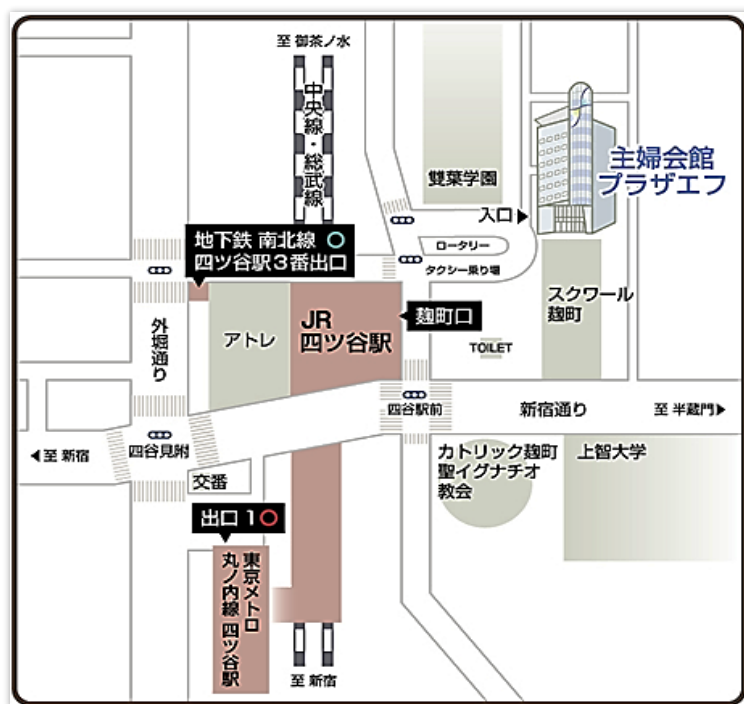 至 御茶ノ水
中央線・総武線
雙葉学園
主婦会館
プラザエフ
入口▶
地下鉄 南北線 ○
四ツ谷駅3番出口
ロータリー
タクシー乗り場
スクワール
麹町
外堀通り
アトレ
JR
四ツ谷駅
麹町口
TOILET
四谷駅前
新宿通り
至 半蔵門▶
◀至 新宿
四谷見附
交番
カトリック麹町
聖イグナチオ
教会
上智大学
出口 1○
東京メトロ
丸ノ内線 四ツ谷駅
至 新宿